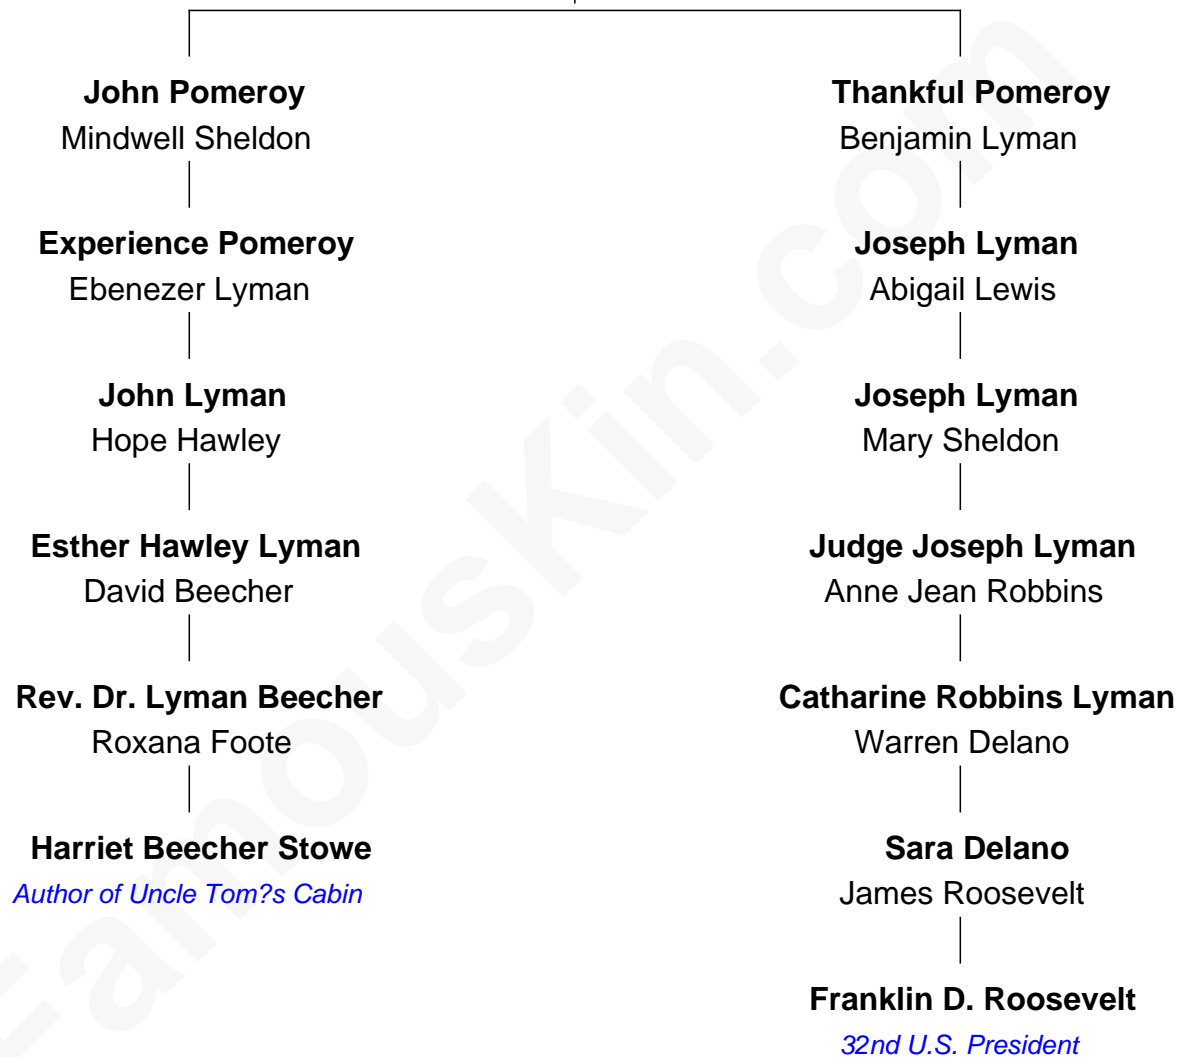 John Pomeroy
Mindwell Sheldon
Experience Pomeroy
Ebenezer Lyman
John Lyman
Hope Hawley
Esther Hawley Lyman
David Beecher
Rev. Dr. Lyman Beecher
Roxana Foote
Harriet Beecher Stowe
Author of Uncle Tom?s Cabin
Thankful Pomeroy
Benjamin Lyman
Joseph Lyman
Abigail Lewis
Joseph Lyman
Mary Sheldon
Judge Joseph Lyman
Anne Jean Robbins
Catharine Robbins Lyman
Warren Delano
Sara Delano
James Roosevelt
Franklin D. Roosevelt
32nd U.S. President
FamousKin.com